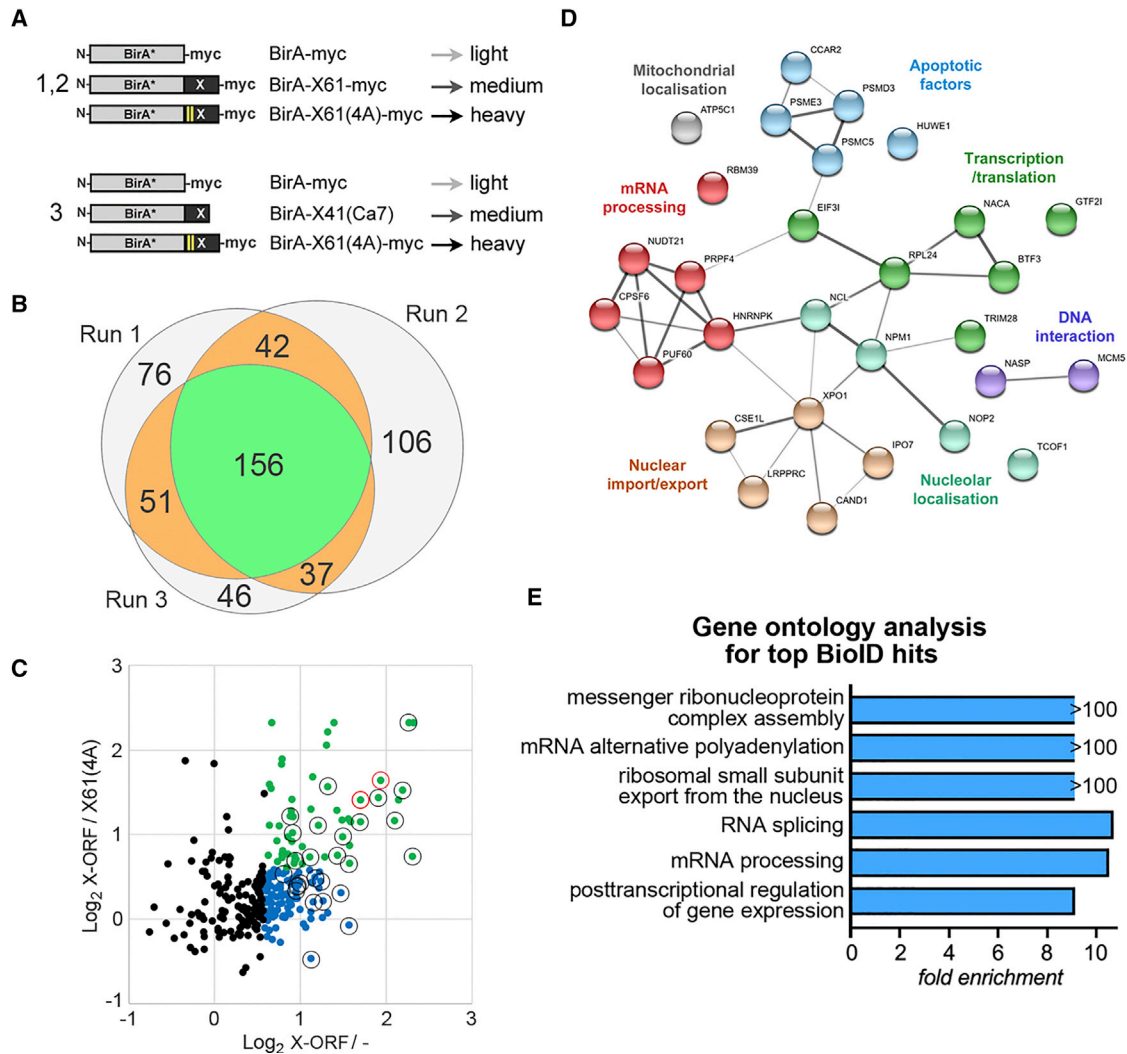 A
N- BirA* -myc BirA-myc light
1,2 N- BirA* X -myc BirA-X61-myc medium
N- BirA* X -myc BirA-X61(4A)-myc heavy
N- BirA* -myc BirA-myc light
3 N- BirA* X BirA-X41(Ca7) medium
N- BirA* X -myc BirA-X61(4A)-myc heavy
B
Run 1
Run 2
42
76
106
156
51
37
46
Run 3
C
3
2
1
0
-1
-1 0 1 2 3
Log2 X-ORF / X61(4A)
Log2 X-ORF / -
D
Mitochondrial
localisation
ATP5C1
CCAR2
Apoptotic
factors
PSMD3
PSME3
HUWE1
PSMC5
RBM39
mRNA
processing
Transcription
/translation
EIF3I
NACA
GTF2I
NUDT21
PRPF4
RPL24
BTF3
CPSF6
HNRNPK
NCL
PUF60
NPM1
TRIM28
DNA
interaction
NASP
MCM5
XPO1
CSE1L
NOP2
IPO7
TCOF1
Nuclear
import/export
LRPPRC
CAND1
Nucleolar
localisation
E
Gene ontology analysis
for top BioID hits
messenger ribonucleoprotein
complex assembly
>100
mRNA alternative polyadenylation
>100
ribosomal small subunit
export from the nucleus
>100
RNA splicing
mRNA processing
posttranscriptional regulation
of gene expression
0 2 4 6 8 10
fold enrichment